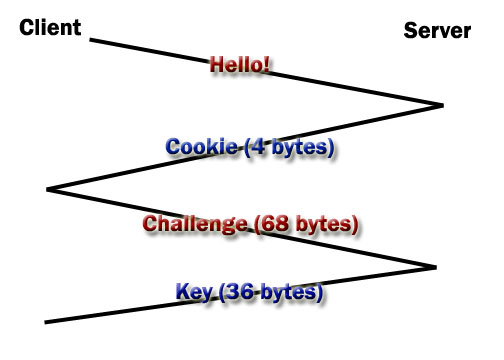 Client
Server
Hello!
Cookie (4 bytes)
Challenge (68 bytes)
Key (36 bytes)